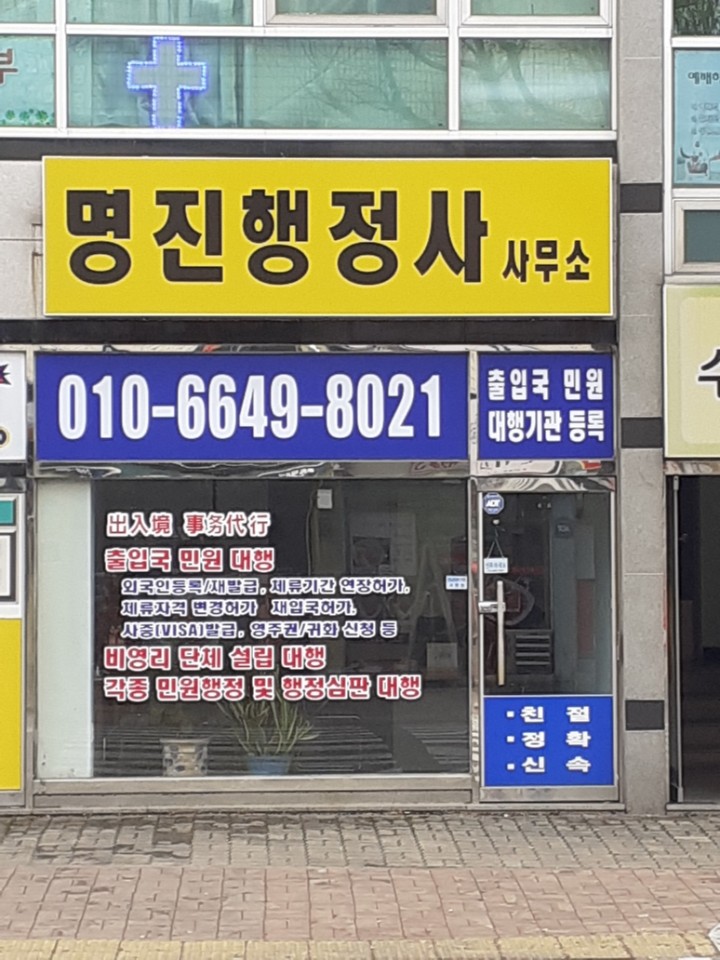 부
예배
명진행정사 사무소
010-6649-8021
출입국 민원
대행기관 등록
出入境 事务代行
출입국 민원 대행
외국인등록/재발급, 체류기간 연장허가.
체류자격 변경허가 재입국허가.
사증(VISA)발급, 영주권/귀화 신청 등
비영리 단체 설립 대행
각종 민원행정 및 행정심판 대행
ADT
·친 절
·정 확
·신 속